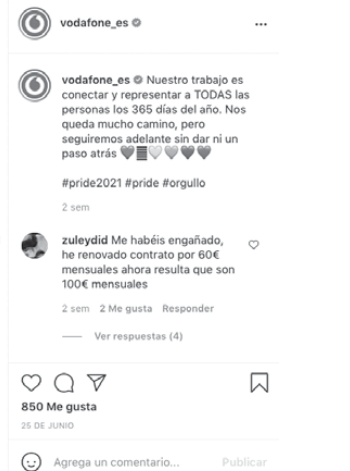 vodafone_es
vodafone_es Nuestro trabajo es
conectar y representar a TODAS las
personas los 365 días del año. Nos
queda mucho camino, pero
seguiremos adelante sin dar ni un
paso atrás
#pride2021 #pride #orgullo
2 sem
zuleydid Me habéis engañado,
he renovado contrato por 60€
mensuales ahora resulta que son
100€ mensuales
2 sem 2 Me gusta Responder
Ver respuestas (4)
850 Me gusta
25 DE JUNIO
Agrega un comentario... Publicar